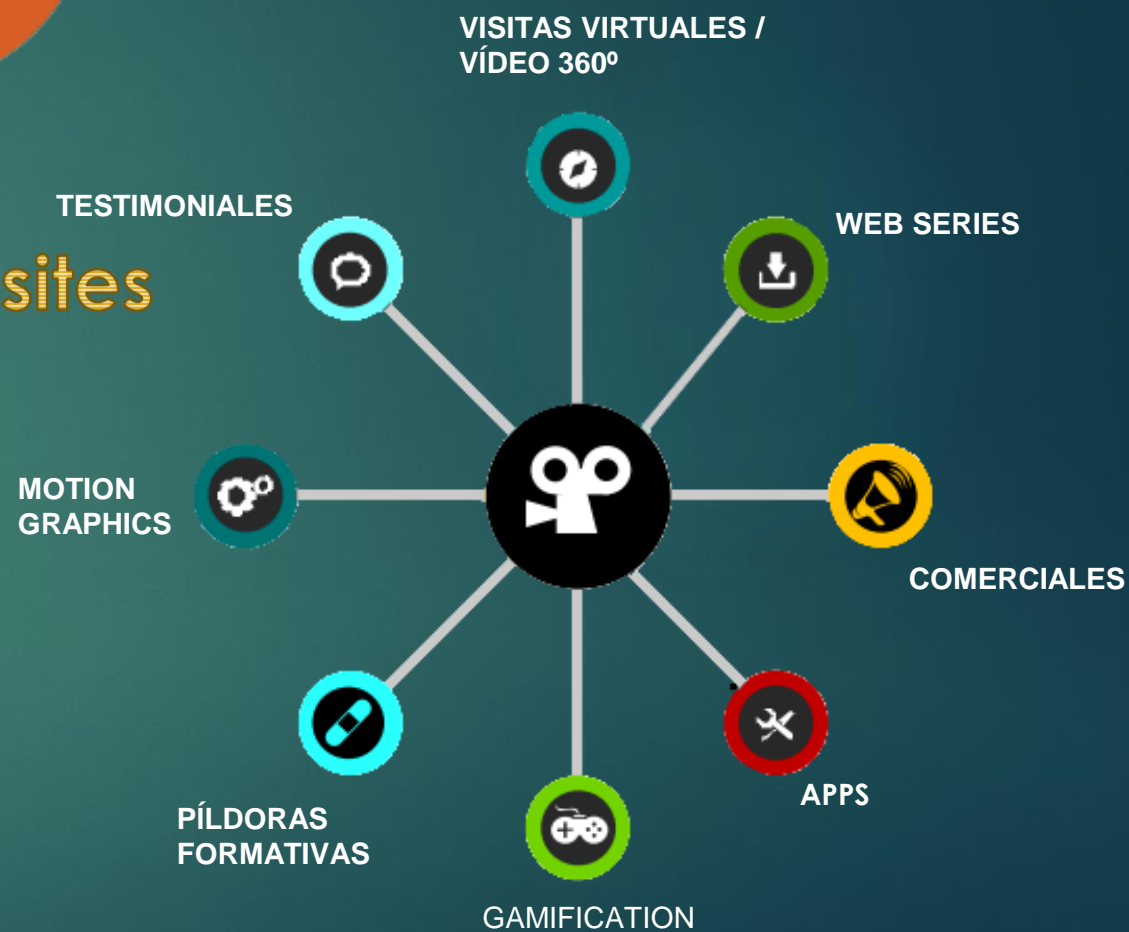 VISITAS VIRTUALES /
VÍDEO 360º
TESTIMONIALES
WEB SERIES
sites
MOTION
GRAPHICS
COMERCIALES
APPS
PÍLDORAS
FORMATIVAS
GAMIFICATION